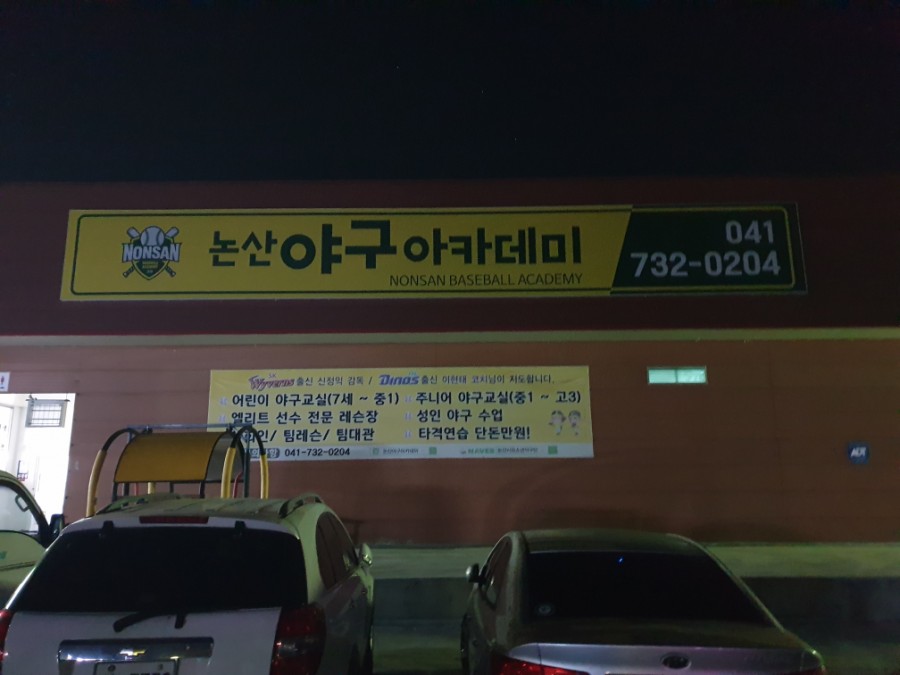 NONSAN
논산야구아카데미
NONSAN BASEBALL ACADEMY
041
732-0204
Wyverns 출신 신정익 감독 / DINOS 출신 이현태 코치님이 지도합니다.
어린이 야구교실(7세 ~ 중1)
주니어 야구교실(중1 ~ 고3)
엘리트 선수 전문 레슨장
성인 야구 수업
팀레슨/ 팀대관
타격연습 단돈만원!
041-732-0204
NAVER